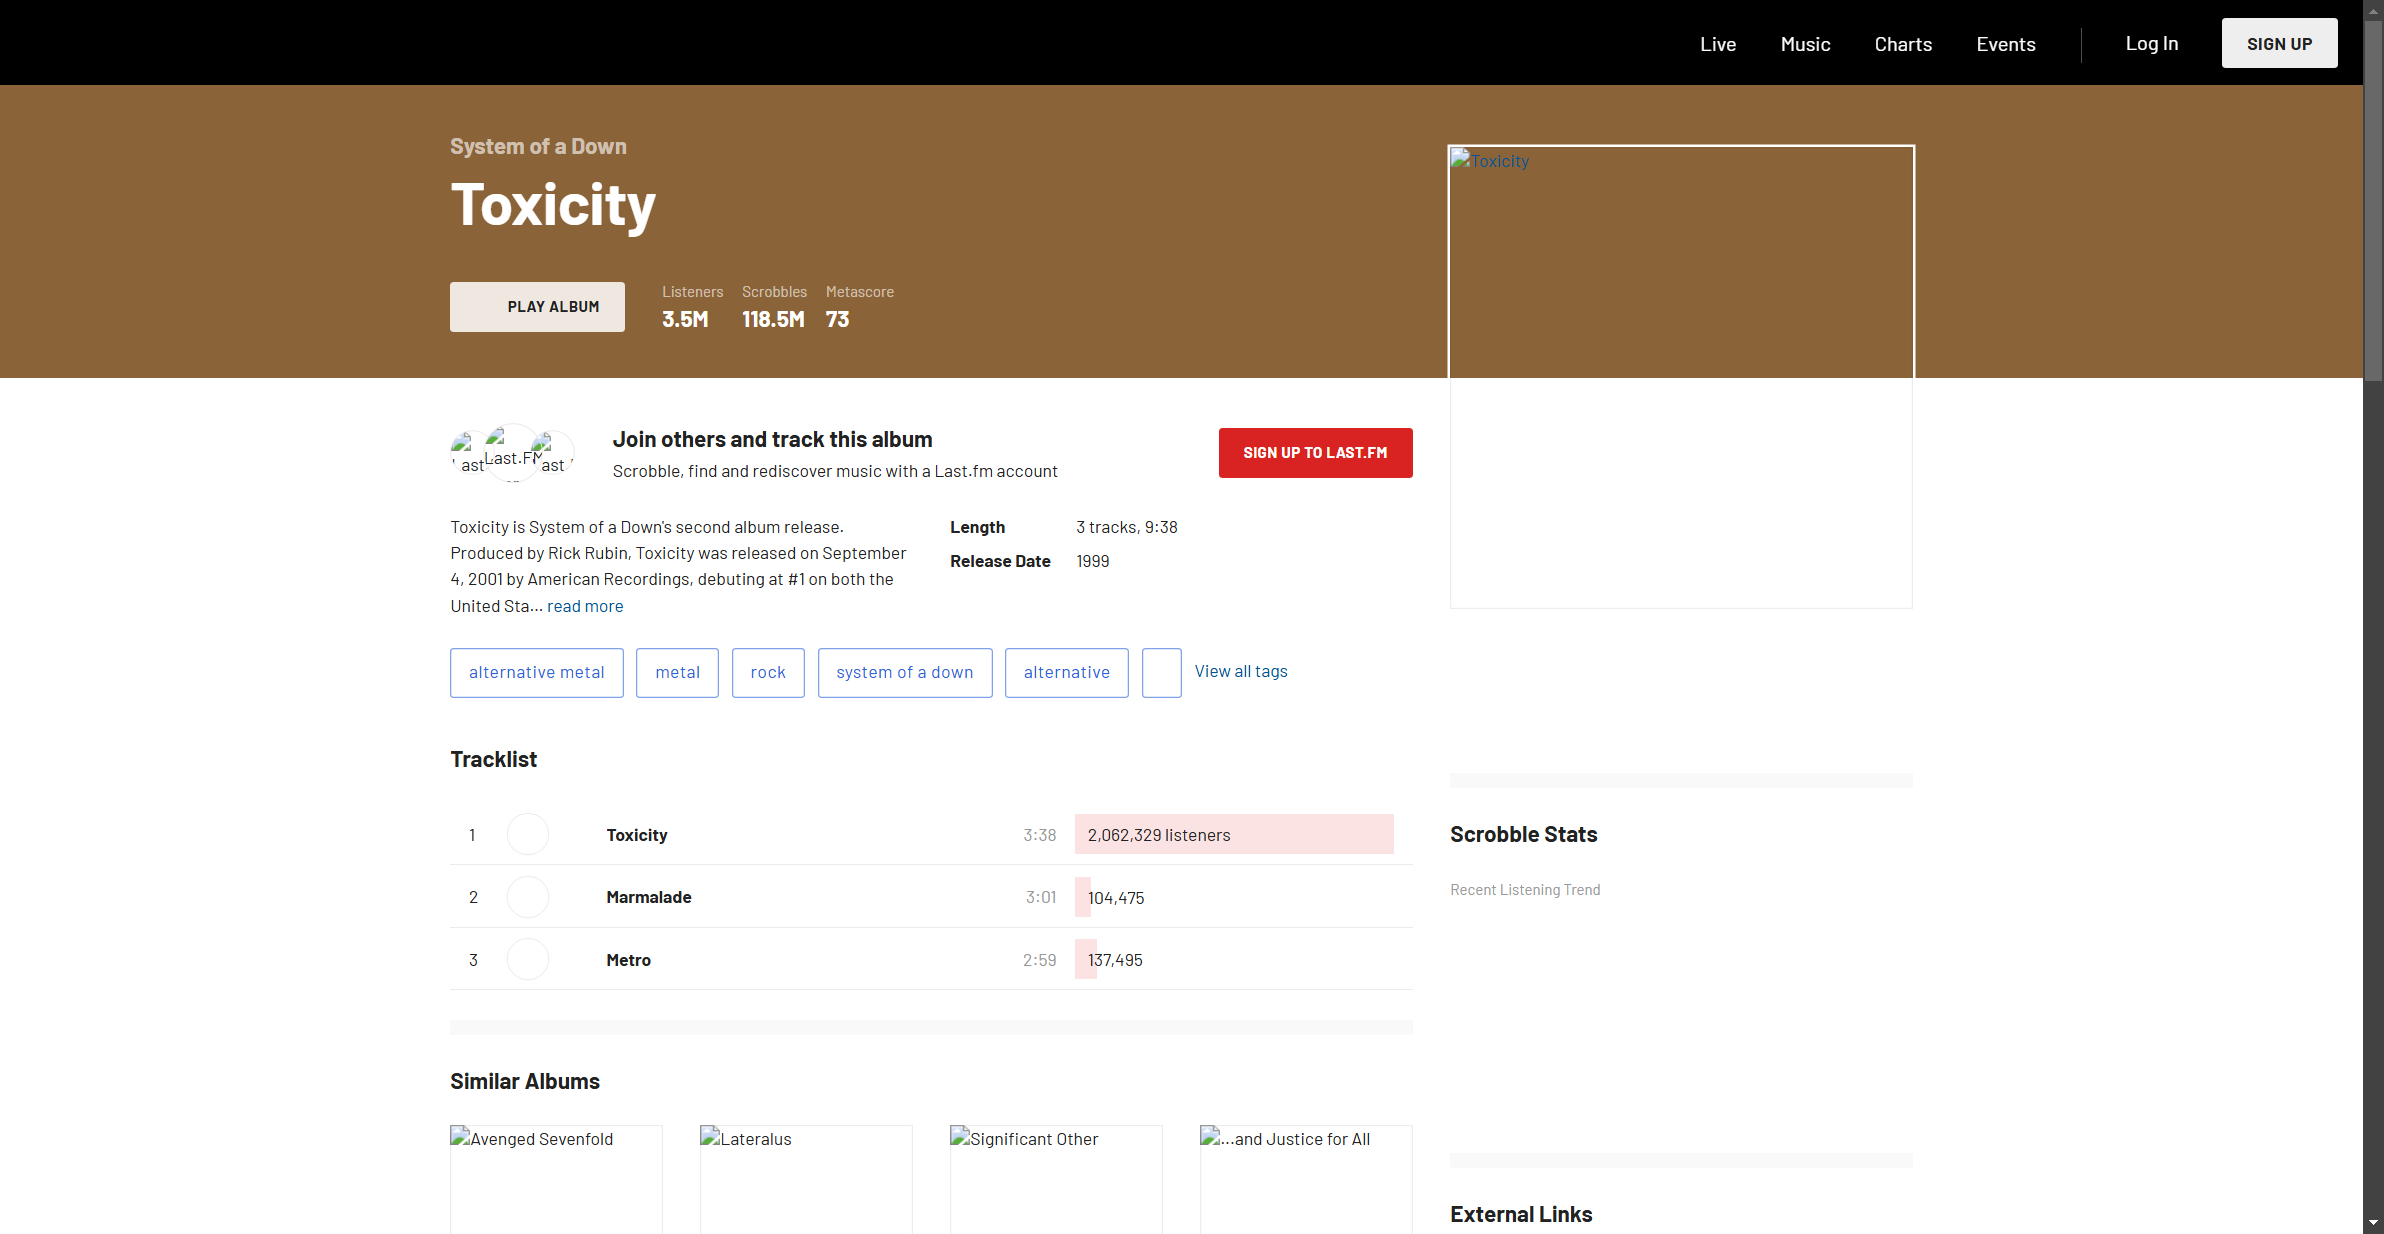 Live Music Charts Events Log In SIGN UP
System of a Down
Toxicity
PLAY ALBUM
Listeners Scrobbles Metascore
3.5M 118.5M 73
Toxicity
Last.FM
Join others and track this album
Scrobble, find and rediscover music with a Last.fm account
SIGN UP TO LAST.FM
Toxicity is System of a Down's second album release.
Produced by Rick Rubin, Toxicity was released on September
4, 2001 by American Recordings, debuting at #1 on both the
United Sta... read more
Length 3 tracks, 9:38
Release Date 1999
alternative metal metal rock system of a down alternative View all tags
Tracklist
1 Toxicity 3:38 2,062,329 listeners
2 Marmalade 3:01 104,475
3 Metro 2:59 137,495
Scrobble Stats
Recent Listening Trend
Similar Albums
Avenged Sevenfold Lateralus Significant Other ...and Justice for All
External Links